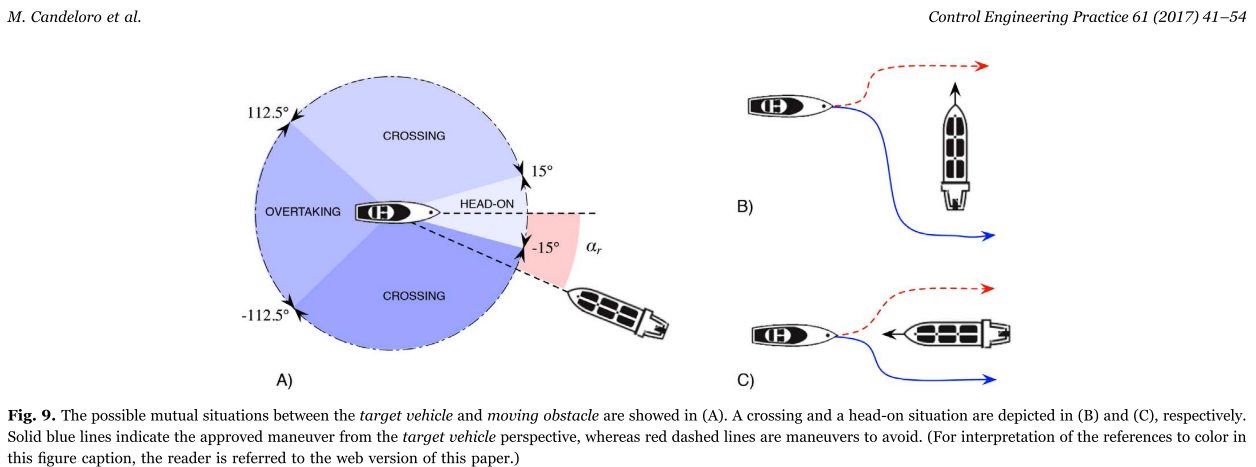 M. Candeloro et al.
Control Engineering Practice 61 (2017) 41–54
112.5°
CROSSING
15°
OVERTAKING
HEAD-ON
-15°
αr
CROSSING
-112.5°
A)
B)
C)
Fig. 9. The possible mutual situations between the target vehicle and moving obstacle are showed in (A). A crossing and a head-on situation are depicted in (B) and (C), respectively.
Solid blue lines indicate the approved maneuver from the target vehicle perspective, whereas red dashed lines are maneuvers to avoid. (For interpretation of the references to color in
this figure caption, the reader is referred to the web version of this paper.)